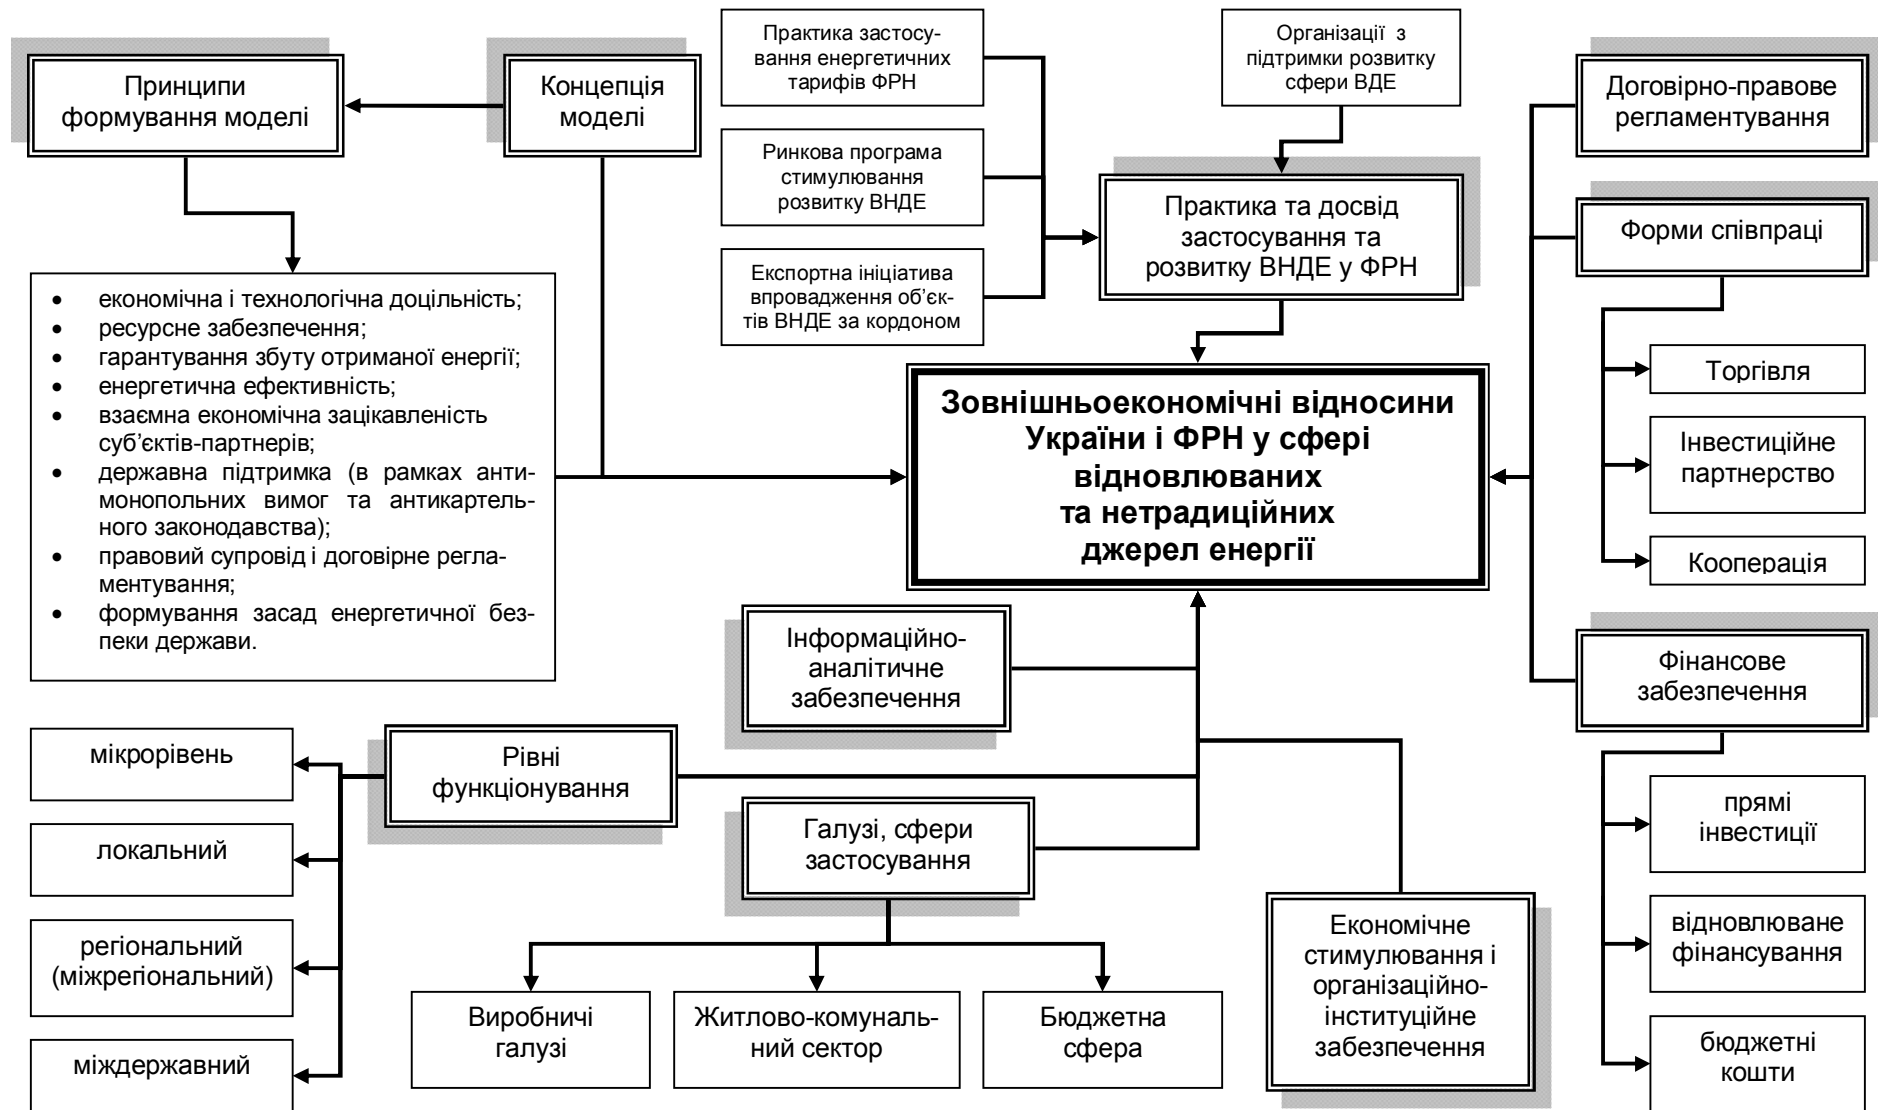 Принципи
формування моделі
Концепція
моделі
Практика застосу-
вання енергетичних
тарифів ФРН
Організації з
підтримки розвитку
сфери ВДЕ
Договірно-правове
регламентування
Ринкова програма
стимулювання
розвитку ВНДЕ
Практика та досвід
застосування та
розвитку ВНДЕ у ФРН
Форми співпраці
Експортна ініціатива
впровадження об’єк-
тів ВНДЕ за кордоном
• економічна і технологічна доцільність;
• ресурсне забезпечення;
• гарантування збуту отриманої енергії;
• енергетична ефективність;
• взаємна економічна зацікавленість
суб’єктів-партнерів;
• державна підтримка (в рамках анти-
монопольних вимог та антикартель-
ного законодавства);
• правовий супровід і договірне регла-
ментування;
• формування засад енергетичної без-
пеки держави.
Зовнішньоекономічні відносини
України і ФРН у сфері
відновлюваних
та нетрадиційних
джерел енергії
Торгівля
Інвестиційне
партнерство
Кооперація
Інформаційно-
аналітичне
забезпечення
Фінансове
забезпечення
Рівні
функціонування
мікрорівень
локальний
регіональний
(міжрегіональний)
міждержавний
Галузі, сфери
застосування
Виробничі
галузі
Житлово-комуналь-
ний сектор
Бюджетна
сфера
Економічне
стимулювання і
організаційно-
інституційне
забезпечення
прямі
інвестиції
відновлюване
фінансування
бюджетні
кошти